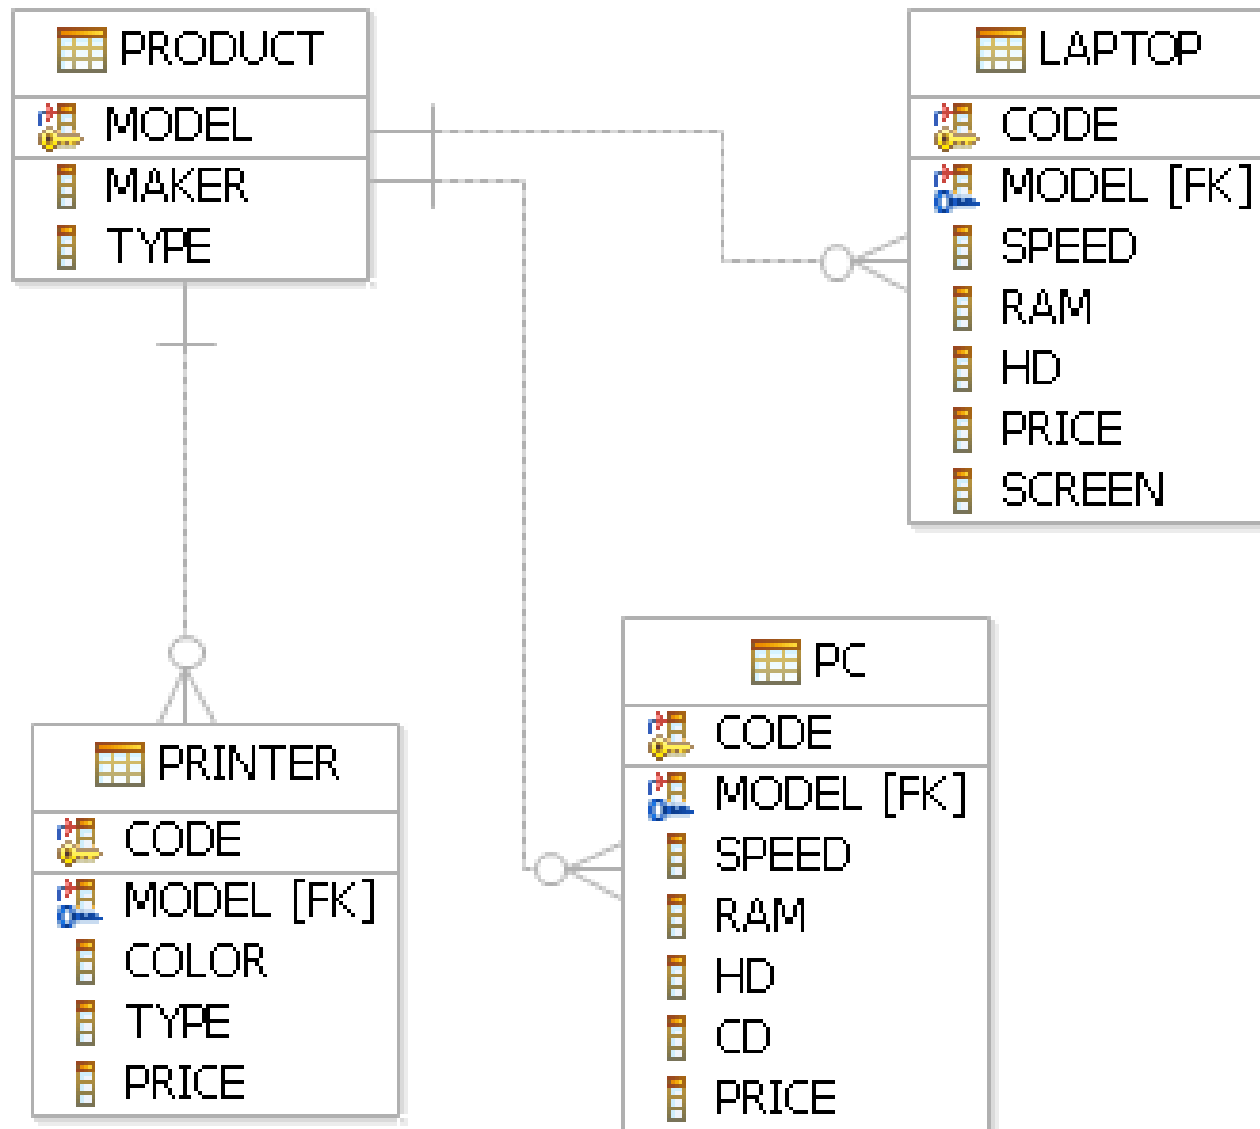 PRODUCT
MODEL
MAKER
TYPE
LAPTOP
CODE
MODEL [FK]
SPEED
RAM
HD
PRICE
SCREEN
PRINTER
CODE
MODEL [FK]
COLOR
TYPE
PRICE
PC
CODE
MODEL [FK]
SPEED
RAM
HD
CD
PRICE